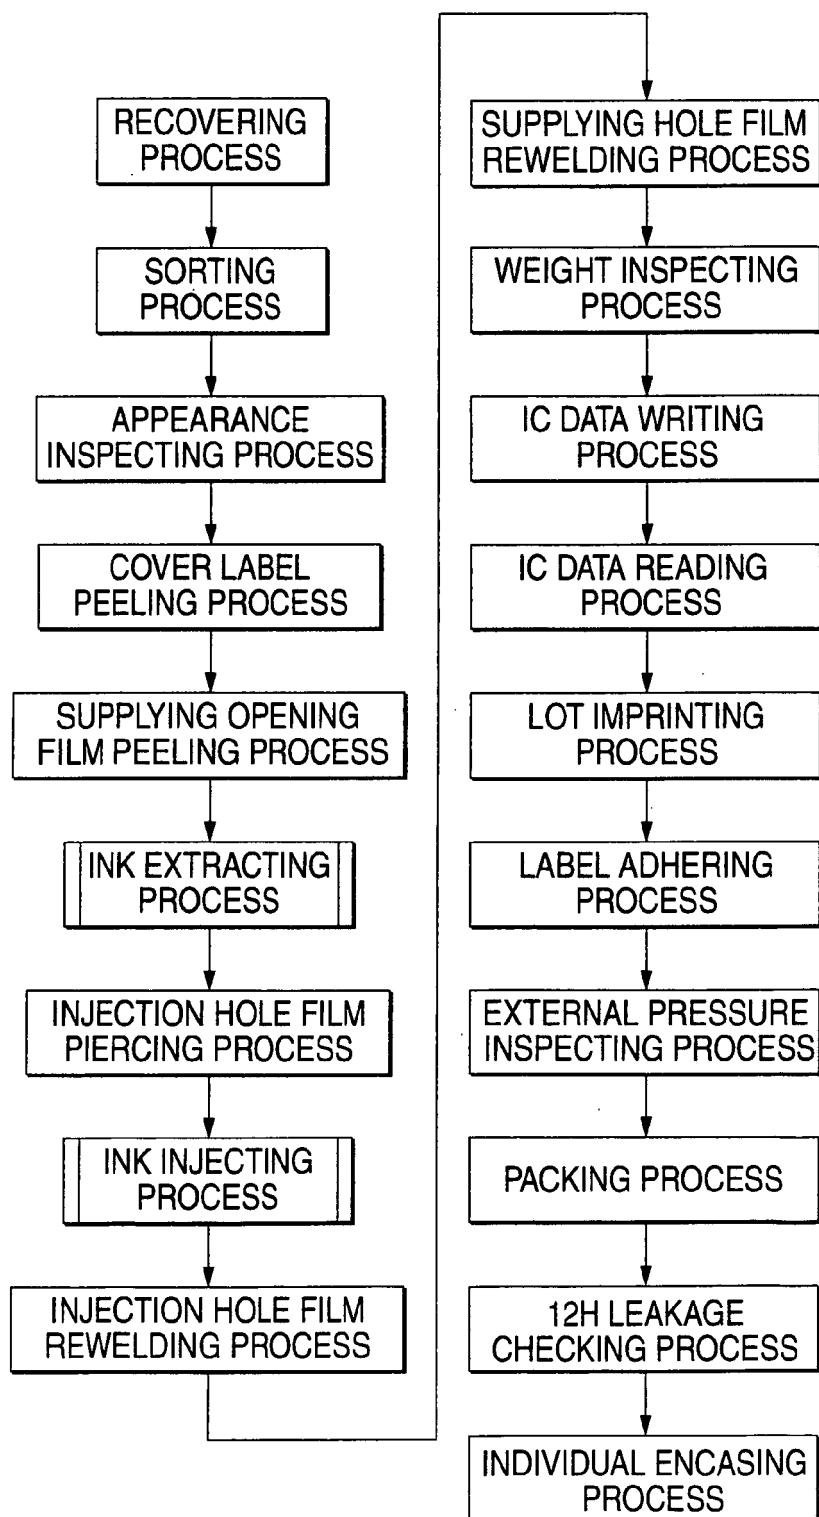 RECOVERING
PROCESS
SORTING
PROCESS
APPEARANCE
INSPECTING PROCESS
COVER LABEL
PEELING PROCESS
SUPPLYING OPENING
FILM PEELING PROCESS
INK EXTRACTING
PROCESS
INJECTION HOLE FILM
PIERCING PROCESS
INK INJECTING
PROCESS
INJECTION HOLE FILM
REWELDING PROCESS
SUPPLYING HOLE FILM
REWELDING PROCESS
WEIGHT INSPECTING
PROCESS
IC DATA WRITING
PROCESS
IC DATA READING
PROCESS
LOT IMPRINTING
PROCESS
LABEL ADHERING
PROCESS
EXTERNAL PRESSURE
INSPECTING PROCESS
PACKING PROCESS
12H LEAKAGE
CHECKING PROCESS
INDIVIDUAL ENCASING
PROCESS